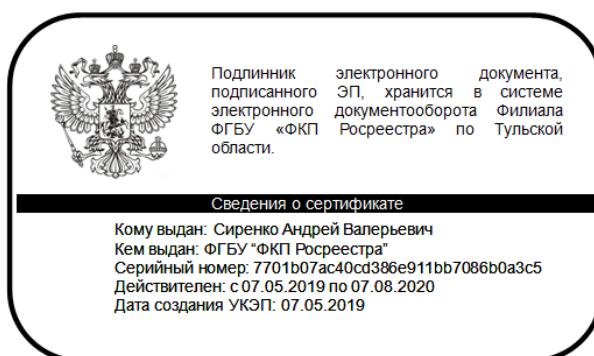 Подлинник электронного документа,
подписанного ЭП, хранится в системе
электронного документооборота Филиала
ФГБУ «ФКП Росреестра» по Тульской
области.
Сведения о сертификате
Кому выдан: Сиренко Андрей Валерьевич
Кем выдан: ФГБУ "ФКП Росреестра"
Серийный номер: 7701b07ac40cd386e911bb7086b0a3c5
Действителен: с 07.05.2019 по 07.08.2020
Дата создания УКЭП: 07.05.2019